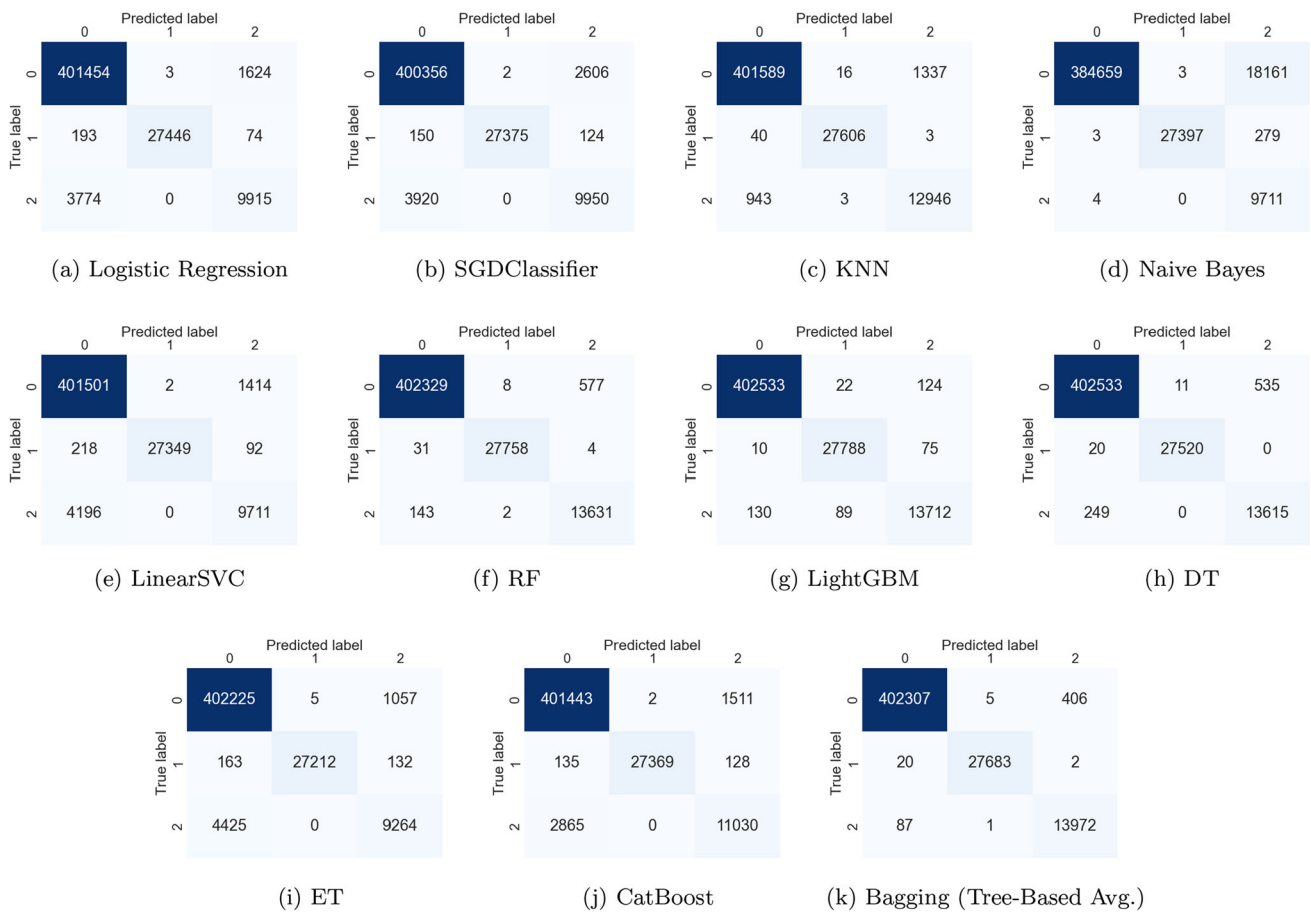 Predicted label Predicted label Predicted label Predicted label
0 1 2 0 1 2 0 1 2 0 1 2
True label True label True label True label
0 401454 3 1624 0 400356 2 2606 0 401589 16 1337 0 384659 3 18161
1 193 27446 74 1 150 27375 124 1 40 27606 3 1 3 27397 279
2 3774 0 9915 2 3920 0 9950 2 943 3 12946 2 4 0 9711
(a) Logistic Regression (b) SGDClassifier (c) KNN (d) Naive Bayes
Predicted label Predicted label Predicted label Predicted label
0 1 2 0 1 2 0 1 2 0 1 2
True label True label True label True label
0 401501 2 1414 0 402329 8 577 0 402533 22 124 0 402533 11 535
1 218 27349 92 1 31 27758 4 1 10 27788 75 1 20 27520 0
2 4196 0 9711 2 143 2 13631 2 130 89 13712 2 249 0 13615
(e) LinearSVC (f) RF (g) LightGBM (h) DT
Predicted label Predicted label Predicted label
0 1 2 0 1 2 0 1 2
True label True label True label
0 402225 5 1057 0 401443 2 1511 0 402307 5 406
1 163 27212 132 1 135 27369 128 1 20 27683 2
2 4425 0 9264 2 2865 0 11030 2 87 1 13972
(i) ET (j) CatBoost (k) Bagging (Tree-Based Avg.)